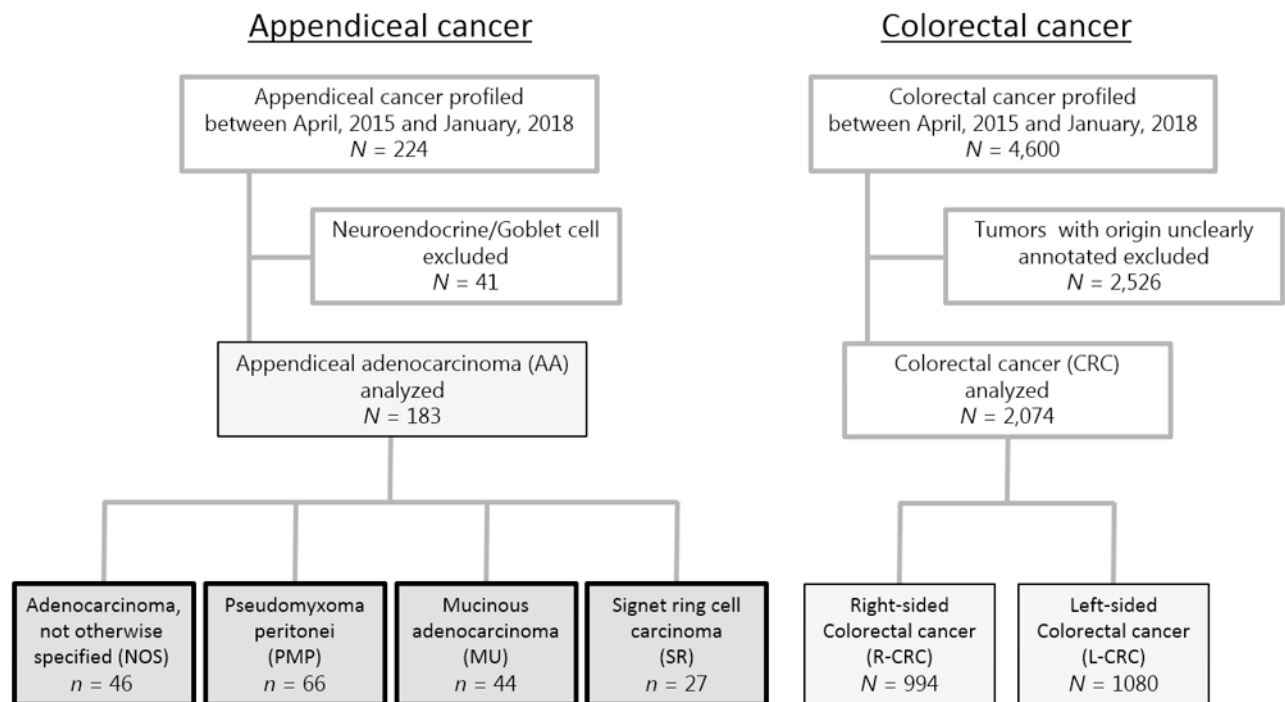 Appendiceal cancer
Appendiceal cancer profiled
between April, 2015 and January, 2018
N = 224
Neuroendocrine/Goblet cell
excluded
N = 41
Appendiceal adenocarcinoma (AA)
analyzed
N = 183
Adenocarcinoma,
not otherwise
specified (NOS)
n = 46
Pseudomyxoma
peritonei
(PMP)
n = 66
Mucinous
adenocarcinoma
(MU)
n = 44
Signet ring cell
carcinoma
(SR)
n = 27
Colorectal cancer
Colorectal cancer profiled
between April, 2015 and January, 2018
N = 4,600
Tumors with origin unclearly
annotated excluded
N = 2,526
Colorectal cancer (CRC)
analyzed
N = 2,074
Right-sided
Colorectal cancer
(R-CRC)
N = 994
Left-sided
Colorectal cancer
(L-CRC)
N = 1080